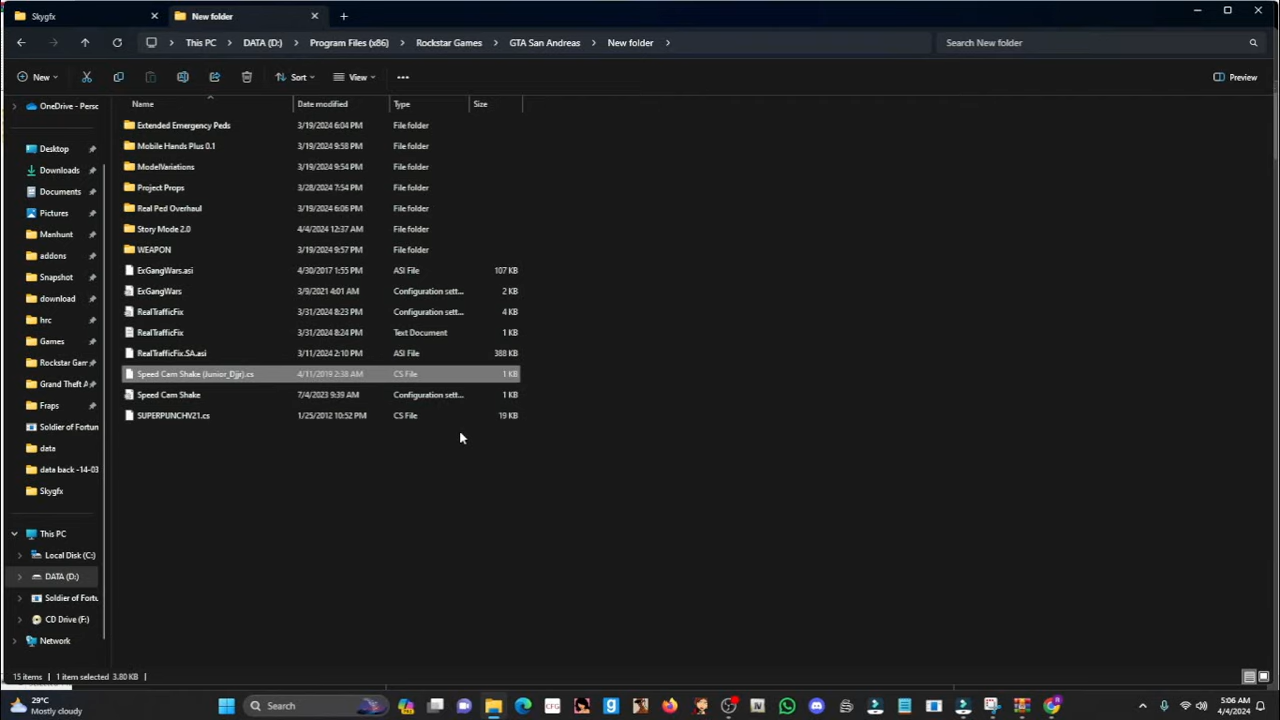 Skygfx
New folder
This PC > DATA (D:) > Program Files (x86) > Rockstar Games > GTA San Andreas > New folder >
Search New folder
New
Sort
View
Preview
Name Date modified Type Size
OneDrive - Perso
Desktop
Downloads
Documents
Pictures
Manhunt
addons
Snapshot
download
hrc
Games
Rockstar Gam
Grand Theft A
Fraps
Soldier of Fortun
data
data back -14-03
Skygfx
This PC
Local Disk (C:)
DATA (D:)
Soldier of Fortu
CD Drive (F:)
Network
Extended Emergency Peds 3/19/2024 6:04 PM File folder
Mobile Hands Plus 0.1 3/19/2024 9:58 PM File folder
ModelVariations 3/19/2024 9:54 PM File folder
Project Props 3/28/2024 7:54 PM File folder
Real Ped Overhaul 3/19/2024 6:06 PM File folder
Story Mode 2.0 4/4/2024 12:37 AM File folder
WEAPON 3/19/2024 9:57 PM File folder
ExGangWars.asi 4/30/2017 1:55 PM ASI File 107 KB
ExGangWars 3/9/2021 4:01 AM Configuration sett... 2 KB
RealTrafficFix 3/31/2024 8:23 PM Configuration sett... 4 KB
RealTrafficFix 3/31/2024 8:24 PM Text Document 1 KB
RealTrafficFix.SA.asi 3/11/2024 2:10 PM ASI File 388 KB
Speed Cam Shake (Junior_Djjr).cs 4/11/2019 2:38 AM CS File 1 KB
Speed Cam Shake 7/4/2023 9:39 AM Configuration sett... 1 KB
SUPERPUNCHV21.cs 1/25/2012 10:52 PM CS File 19 KB
15 items 1 item selected 3.80 KB
29°C
Mostly cloudy
Search
CFG
IV
5:06 AM
4/4/2024